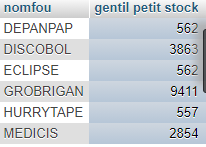 nomfou gentil petit stock
DEPANPAP 562
DISCOBOL 3863
ECLIPSE 562
GROBRIGAN 9411
HURRYTAPE 557
MEDICIS 2854